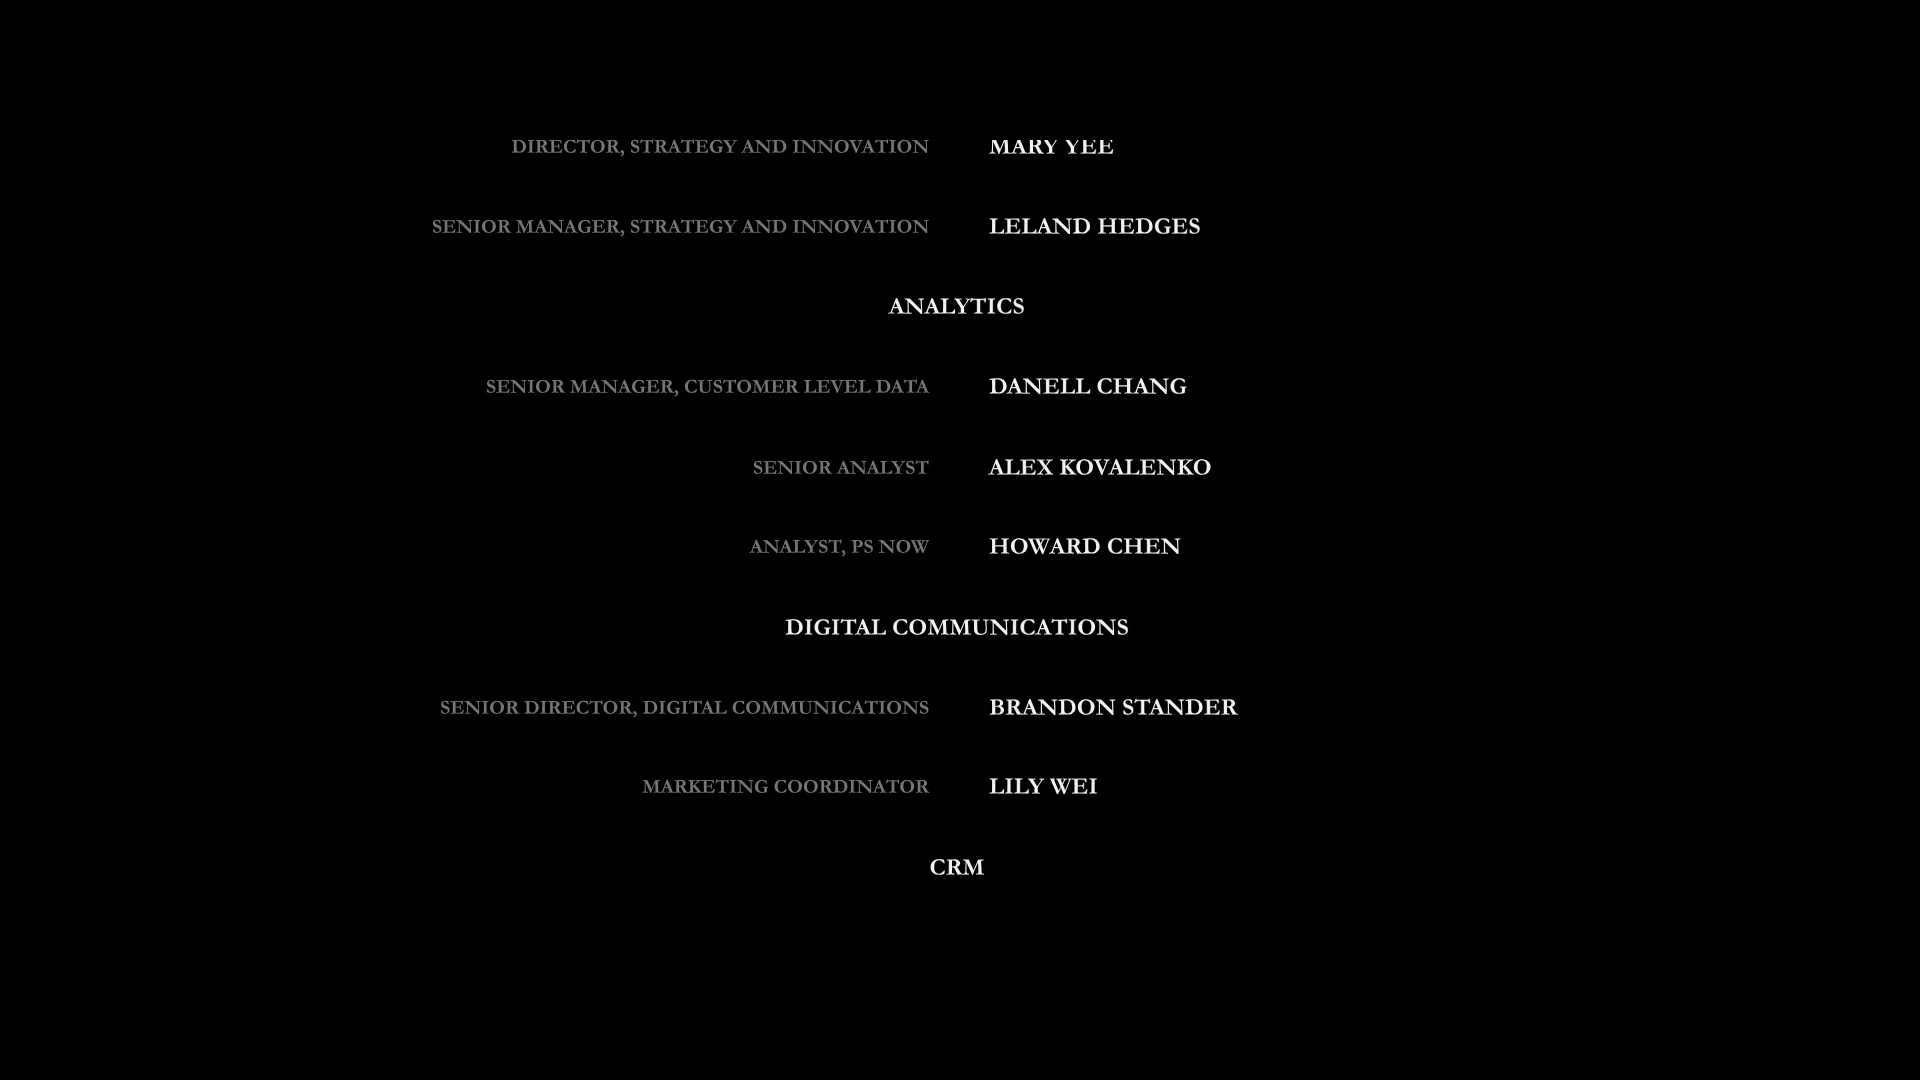 DIRECTOR, STRATEGY AND INNOVATION MARY YEE
SENIOR MANAGER, STRATEGY AND INNOVATION LELAND HEDGES
ANALYTICS
SENIOR MANAGER, CUSTOMER LEVEL DATA DANELL CHANG
SENIOR ANALYST ALEX KOVALENKO
ANALYST, PS NOW HOWARD CHEN
DIGITAL COMMUNICATIONS
SENIOR DIRECTOR, DIGITAL COMMUNICATIONS BRANDON STANDER
MARKETING COORDINATOR LILY WEI
CRM